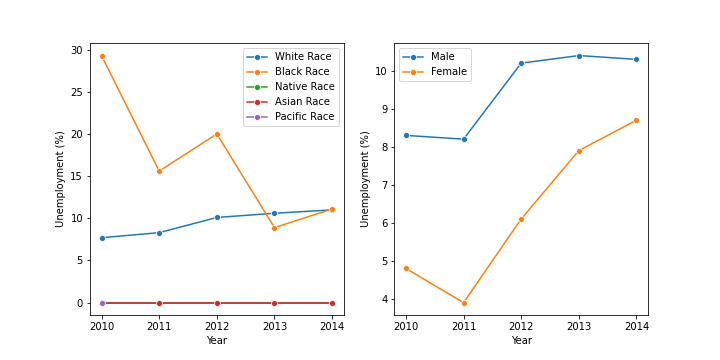 30
25
20
15
10
5
0
Unemployment (%)
2010 2011 2012 2013 2014
Year
White Race
Black Race
Native Race
Asian Race
Pacific Race
10
9
8
7
6
5
4
Unemployment (%)
2010 2011 2012 2013 2014
Year
Male
Female